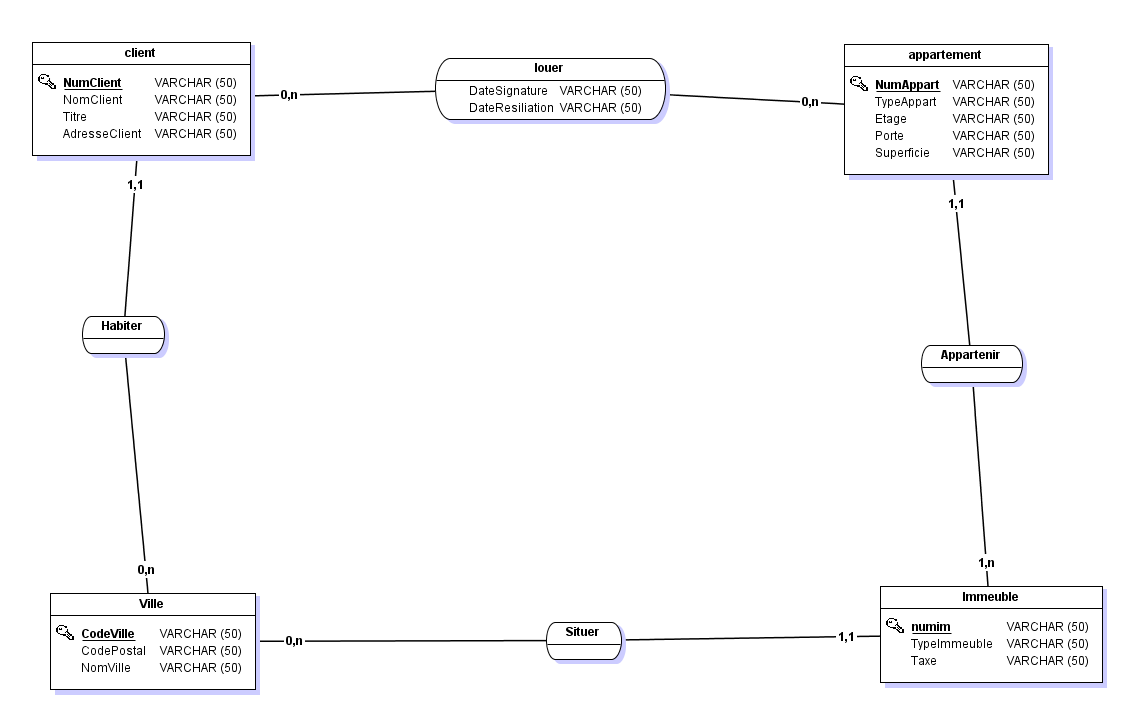 client
NumClient VARCHAR (50)
NomClient VARCHAR (50)
Titre VARCHAR (50)
AdresseClient VARCHAR (50)
0,n
louer
DateSignature VARCHAR (50)
DateResiliation VARCHAR (50)
0,n
appartement
NumAppart VARCHAR (50)
TypeAppart VARCHAR (50)
Etage VARCHAR (50)
Porte VARCHAR (50)
Superficie VARCHAR (50)
1,1
1,1
Habiter
Appartenir
0,n
1,n
Ville
CodeVille VARCHAR (50)
CodePostal VARCHAR (50)
NomVille VARCHAR (50)
0,n
Situer
1,1
Immeuble
numim VARCHAR (50)
TypeImmeuble VARCHAR (50)
Taxe VARCHAR (50)